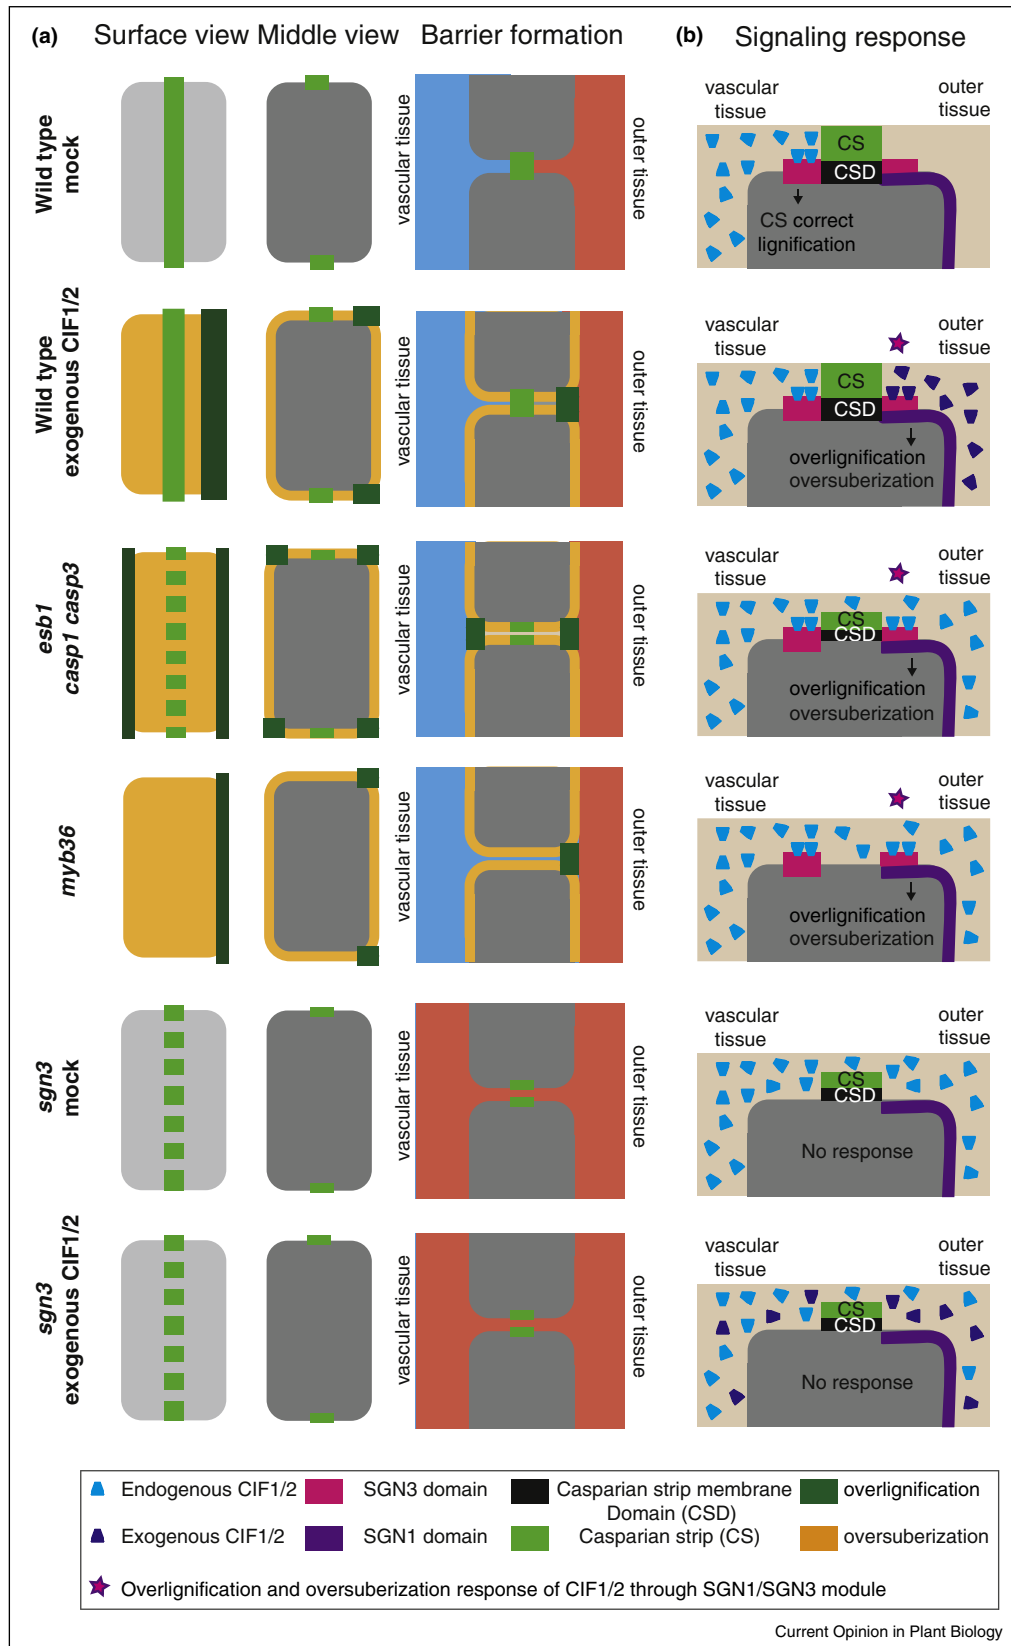 (a) Surface view Middle view Barrier formation
(b) Signaling response
Wild type
mock
vascular tissue
outer tissue
vascular
tissue
outer
tissue
CS
CSD
CS correct
lignification
Wild type
exogenous CIF1/2
vascular tissue
outer tissue
vascular
tissue
outer
tissue
CS
CSD
overlignification
oversuberization
esb1
casp1 casp3
vascular tissue
outer tissue
vascular
tissue
outer
tissue
CS
CSD
overlignification
oversuberization
myb36
vascular tissue
outer tissue
vascular
tissue
outer
tissue
overlignification
oversuberization
sgn3
mock
vascular tissue
outer tissue
vascular
tissue
outer
tissue
CS
CSD
No response
sgn3
exogenous CIF1/2
vascular tissue
outer tissue
vascular
tissue
outer
tissue
CS
CSD
No response
Endogenous CIF1/2
SGN3 domain
Casparian strip membrane
Domain (CSD)
overlignification
Exogenous CIF1/2
SGN1 domain
Casparian strip (CS)
oversuberization
Overlignification and oversuberization response of CIF1/2 through SGN1/SGN3 module
Current Opinion in Plant Biology